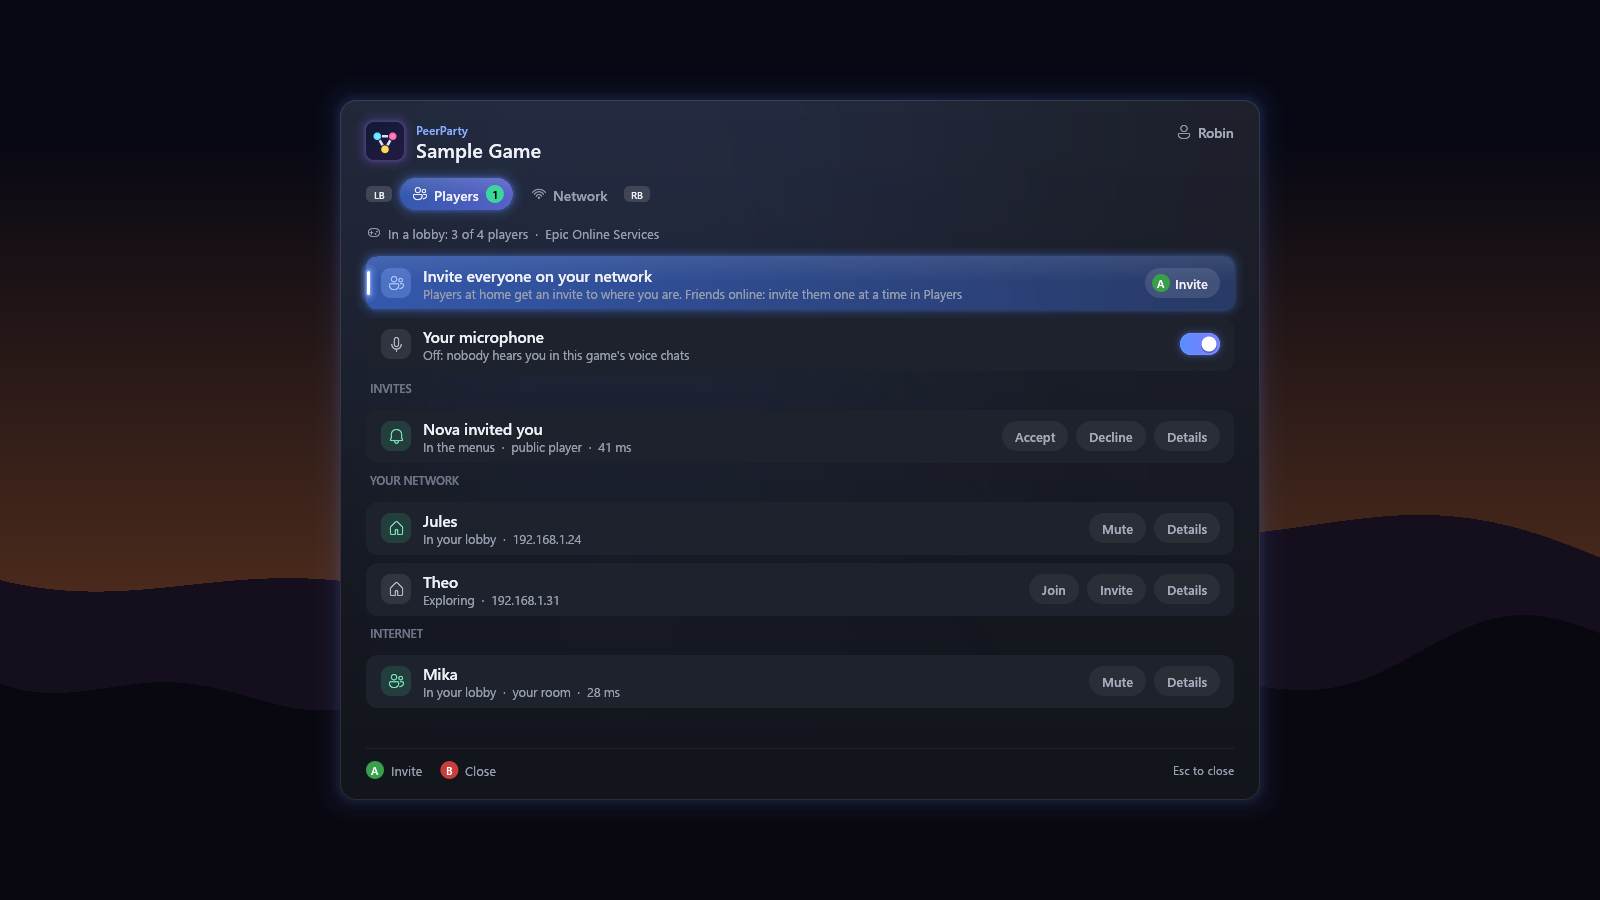 PeerParty
Sample Game
Robin
LB Players 1 Network RB
In a lobby: 3 of 4 players · Epic Online Services
Invite everyone on your network
Players at home get an invite to where you are. Friends online: invite them one at a time in Players
A Invite
Your microphone
Off: nobody hears you in this game's voice chats
INVITES
Nova invited you
In the menus · public player · 41 ms
Accept Decline Details
YOUR NETWORK
Jules
In your lobby · 192.168.1.24
Mute Details
Theo
Exploring · 192.168.1.31
Join Invite Details
INTERNET
Mika
In your lobby · your room · 28 ms
Mute Details
A Invite B Close
Esc to close